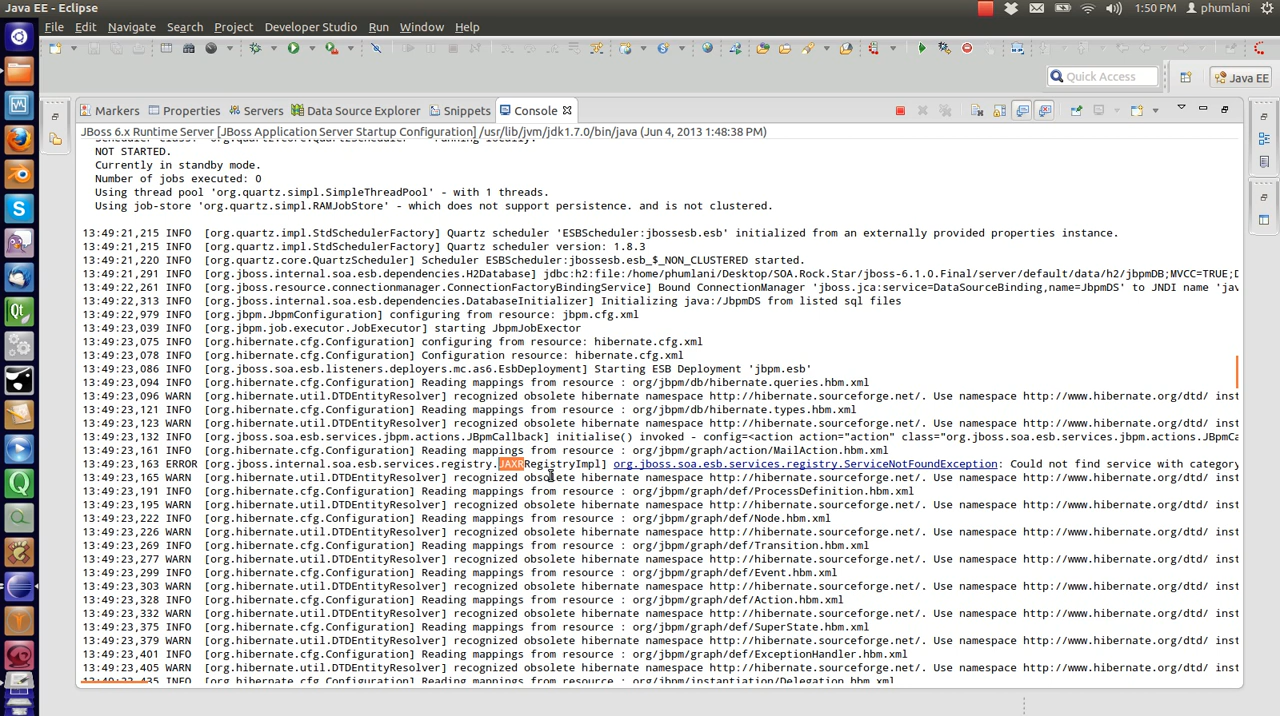 Java EE - Eclipse
1:50 PM
phumlani
File Edit Navigate Search Project Developer Studio Run Window Help
Quick Access
Java EE
Markers Properties Servers Data Source Explorer Snippets Console
JBoss 6.x Runtime Server [JBoss Application Server Startup Configuration] /usr/lib/jvm/jdk1.7.0/bin/java (Jun 4, 2013 1:48:38 PM)
Scheduler class: 'org.quartz.core.QuartzScheduler' - running locally.
NOT STARTED.
Currently in standby mode.
Number of jobs executed: 0
Using thread pool 'org.quartz.simpl.SimpleThreadPool' - with 1 threads.
Using job-store 'org.quartz.simpl.RAMJobStore' - which does not support persistence. and is not clustered.
13:49:21,215 INFO [org.quartz.impl.StdSchedulerFactory] Quartz scheduler 'ESBScheduler:jbossesb.esb' initialized from an externally provided properties instance.
13:49:21,215 INFO [org.quartz.impl.StdSchedulerFactory] Quartz scheduler version: 1.8.3
13:49:21,220 INFO [org.quartz.core.QuartzScheduler] Scheduler ESBScheduler:jbossesb.esb_$_NON_CLUSTERED started.
13:49:21,291 INFO [org.jboss.internal.soa.esb.dependencies.H2Database] jdbc:h2:file:/home/phumlani/Desktop/SOA.Rock.Star/jboss-6.1.0.Final/server/default/data/h2/jbpmDB;MVCC=TRUE;D
13:49:22,261 INFO [org.jboss.resource.connectionmanager.ConnectionFactoryBindingService] Bound ConnectionManager 'jboss.jca:service=DataSourceBinding,name=JbpmDS' to JNDI name 'jav
13:49:22,313 INFO [org.jboss.internal.soa.esb.dependencies.DatabaseInitializer] Initializing java:/JbpmDS from listed sql files
13:49:22,979 INFO [org.jbpm.JbpmConfiguration] configuring from resource: jbpm.cfg.xml
13:49:23,039 INFO [org.jbpm.job.executor.JobExecutor] starting JbpmJobExector
13:49:23,075 INFO [org.hibernate.cfg.Configuration] configuring from resource: hibernate.cfg.xml
13:49:23,078 INFO [org.hibernate.cfg.Configuration] Configuration resource: hibernate.cfg.xml
13:49:23,086 INFO [org.jboss.soa.esb.listeners.deployers.mc.as6.EsbDeployment] Starting ESB Deployment 'jbpm.esb'
13:49:23,094 INFO [org.hibernate.cfg.Configuration] Reading mappings from resource : org/jbpm/db/hibernate.queries.hbm.xml
13:49:23,096 WARN [org.hibernate.util.DTDEntityResolver] recognized obsolete hibernate namespace http://hibernate.sourceforge.net/. Use namespace http://www.hibernate.org/dtd/ inst
13:49:23,121 INFO [org.hibernate.cfg.Configuration] Reading mappings from resource : org/jbpm/db/hibernate.types.hbm.xml
13:49:23,123 WARN [org.hibernate.util.DTDEntityResolver] recognized obsolete hibernate namespace http://hibernate.sourceforge.net/. Use namespace http://www.hibernate.org/dtd/ inst
13:49:23,132 INFO [org.jboss.soa.esb.services.jbpm.actions.JBpmCallback] initialise() invoked - config=<action action="action" class="org.jboss.soa.esb.services.jbpm.actions.JBpmCa
13:49:23,161 INFO [org.hibernate.cfg.Configuration] Reading mappings from resource : org/jbpm/graph/action/MailAction.hbm.xml
13:49:23,163 ERROR [org.jboss.internal.soa.esb.services.registry.JAXRRegistryImpl] org.jboss.soa.esb.services.registry.ServiceNotFoundException: Could not find service with category
13:49:23,165 WARN [org.hibernate.util.DTDEntityResolver] recognized obsolete hibernate namespace http://hibernate.sourceforge.net/. Use namespace http://www.hibernate.org/dtd/ inst
13:49:23,191 INFO [org.hibernate.cfg.Configuration] Reading mappings from resource : org/jbpm/graph/def/ProcessDefinition.hbm.xml
13:49:23,195 WARN [org.hibernate.util.DTDEntityResolver] recognized obsolete hibernate namespace http://hibernate.sourceforge.net/. Use namespace http://www.hibernate.org/dtd/ inst
13:49:23,222 INFO [org.hibernate.cfg.Configuration] Reading mappings from resource : org/jbpm/graph/def/Node.hbm.xml
13:49:23,226 WARN [org.hibernate.util.DTDEntityResolver] recognized obsolete hibernate namespace http://hibernate.sourceforge.net/. Use namespace http://www.hibernate.org/dtd/ inst
13:49:23,269 INFO [org.hibernate.cfg.Configuration] Reading mappings from resource : org/jbpm/graph/def/Transition.hbm.xml
13:49:23,277 WARN [org.hibernate.util.DTDEntityResolver] recognized obsolete hibernate namespace http://hibernate.sourceforge.net/. Use namespace http://www.hibernate.org/dtd/ inst
13:49:23,299 INFO [org.hibernate.cfg.Configuration] Reading mappings from resource : org/jbpm/graph/def/Event.hbm.xml
13:49:23,303 WARN [org.hibernate.util.DTDEntityResolver] recognized obsolete hibernate namespace http://hibernate.sourceforge.net/. Use namespace http://www.hibernate.org/dtd/ inst
13:49:23,328 INFO [org.hibernate.cfg.Configuration] Reading mappings from resource : org/jbpm/graph/def/Action.hbm.xml
13:49:23,332 WARN [org.hibernate.util.DTDEntityResolver] recognized obsolete hibernate namespace http://hibernate.sourceforge.net/. Use namespace http://www.hibernate.org/dtd/ inst
13:49:23,375 INFO [org.hibernate.cfg.Configuration] Reading mappings from resource : org/jbpm/graph/def/SuperState.hbm.xml
13:49:23,379 WARN [org.hibernate.util.DTDEntityResolver] recognized obsolete hibernate namespace http://hibernate.sourceforge.net/. Use namespace http://www.hibernate.org/dtd/ inst
13:49:23,401 INFO [org.hibernate.cfg.Configuration] Reading mappings from resource : org/jbpm/graph/def/ExceptionHandler.hbm.xml
13:49:23,405 WARN [org.hibernate.util.DTDEntityResolver] recognized obsolete hibernate namespace http://hibernate.sourceforge.net/. Use namespace http://www.hibernate.org/dtd/ inst
13:49:23,435 INFO [org.hibernate.cfg.Configuration] Reading mappings from resource : org/jbpm/instantiation/Delegation.hbm.xml